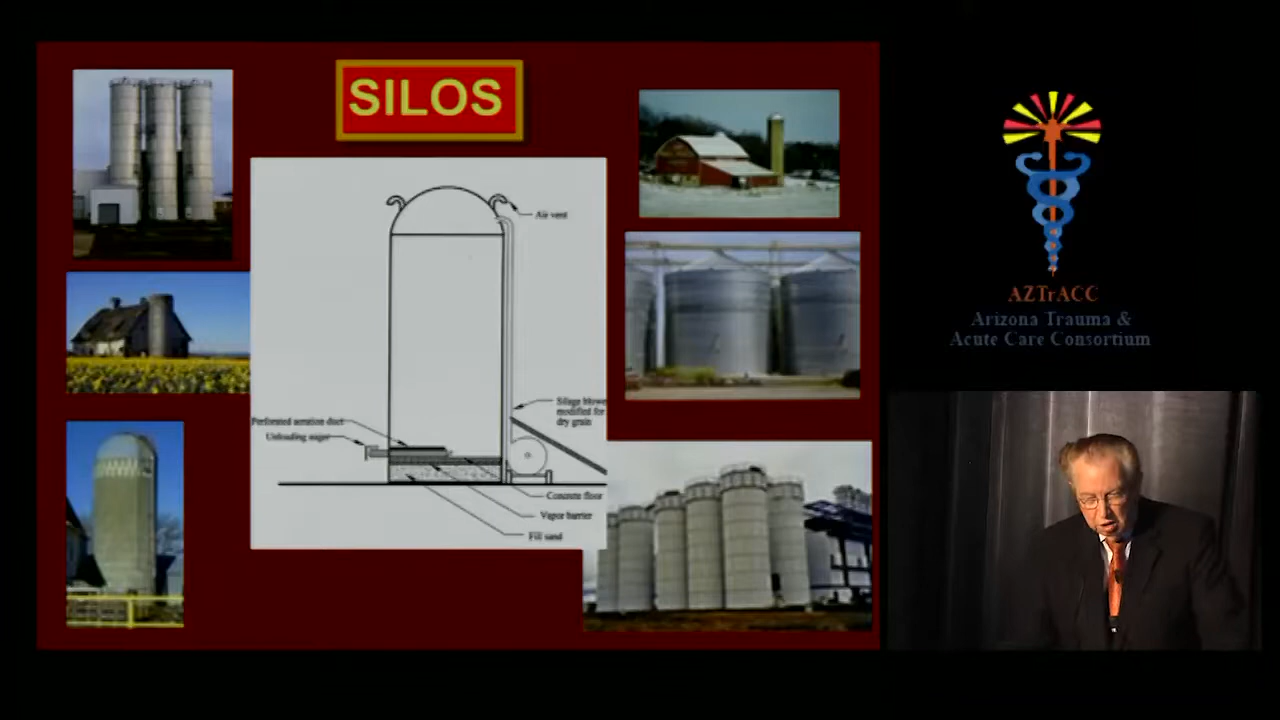 SILOS
Air vent
Silage blowe
modified for
dry grain
Perforated aeration duct
Unloading auger
Concrete floor
Vapor barrier
Fill sand
AZTrACC
Arizona Trauma &
Acute Care Consortium